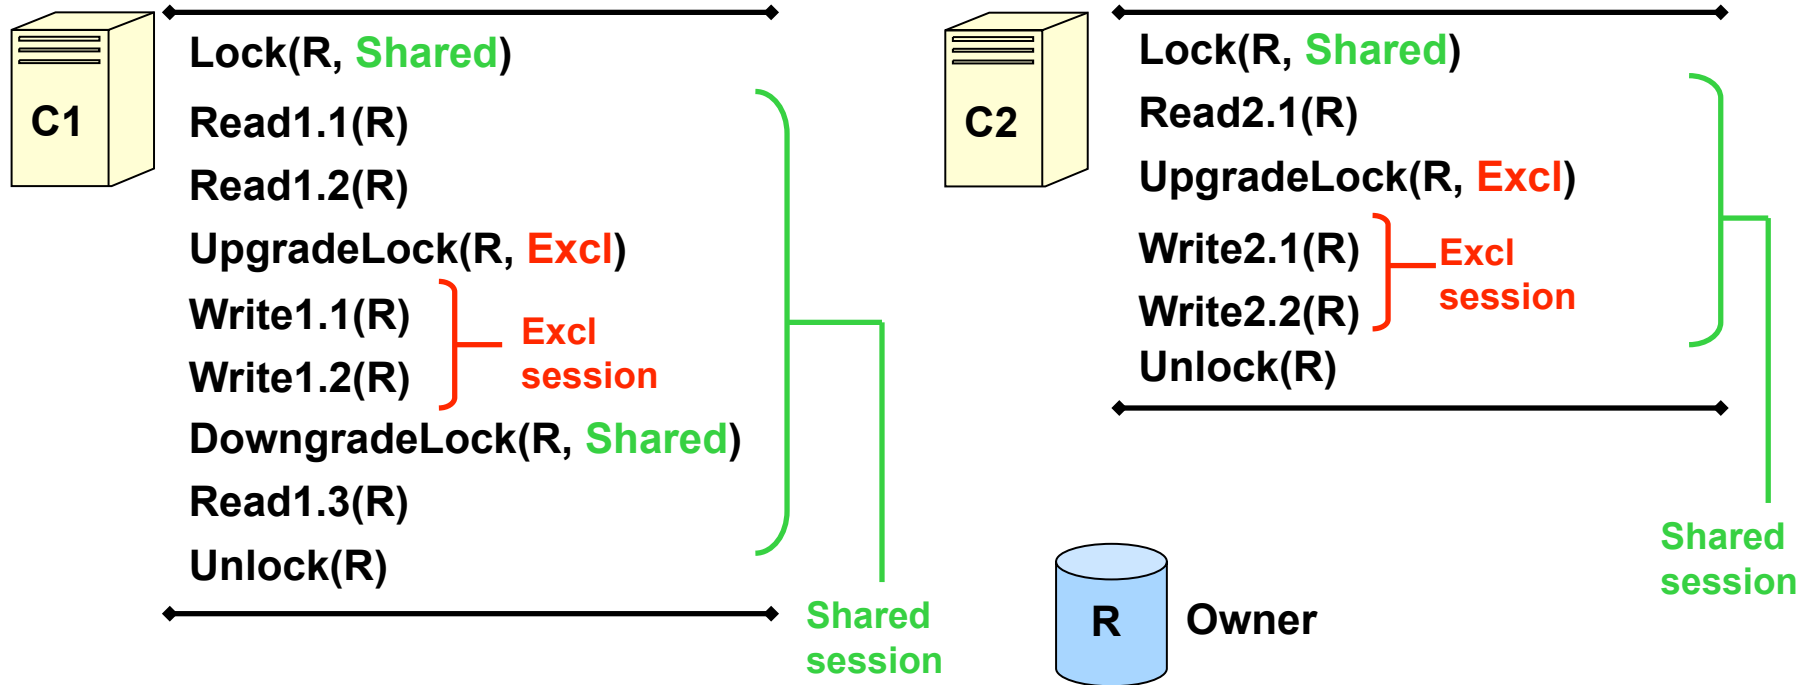 C1
Lock(R, Shared)
Read1.1(R)
Read1.2(R)
UpgradeLock(R, Excl)
Write1.1(R)
Write1.2(R)
Excl
session
DowngradeLock(R, Shared)
Read1.3(R)
Unlock(R)
Shared
session
C2
Lock(R, Shared)
Read2.1(R)
UpgradeLock(R, Excl)
Write2.1(R)
Write2.2(R)
Excl
session
Unlock(R)
Shared
session
R
Owner